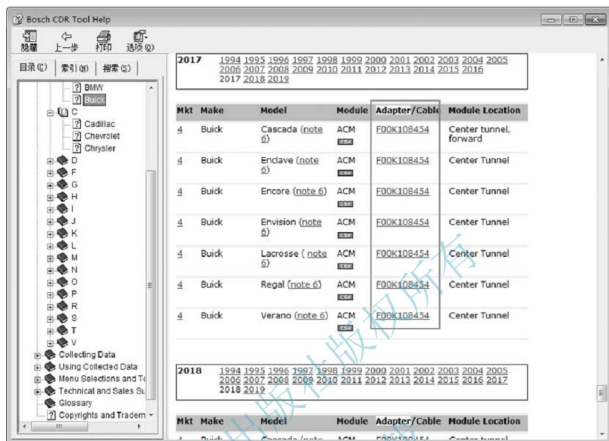 Bosch CDR Tool Help
隐藏 上一步 打印 选项(O)
目录(C) 索引(N) 搜索(S)
BMW
Buick
C
Cadillac
Chevrolet
Chrysler
D
F
G
H
I
J
K
L
M
N
O
P
R
S
T
V
Collecting Data
Using Collected Data
Menu Selections and To
Technical and Sales Su
Glossary
Copyrights and Tradem
2017 1994 1995 1996 1997 1998 1999 2000 2001 2002 2003 2004 2005
2006 2007 2008 2009 2010 2011 2012 2013 2014 2015 2016
2017 2018 2019
Mkt Make Model Module Adapter/Cable Module Location
4 Buick Cascada (note 6) ACM F00K108454 Center tunnel, forward
4 Buick Enclave (note 6) ACM F00K108454 Center Tunnel
4 Buick Encore (note 6) ACM F00K108454 Center Tunnel
4 Buick Envision (note 6) ACM F00K108454 Center Tunnel
4 Buick Lacrosse ( note 6) ACM F00K108454 Center Tunnel
4 Buick Regal (note 6) ACM F00K108454 Center Tunnel
4 Buick Verano (note 6) ACM F00K108454 Center Tunnel
2018 1994 1995 1996 1997 1998 1999 2000 2001 2002 2003 2004 2005
2006 2007 2008 2009 2010 2011 2012 2013 2014 2015 2016 2017
2018 2019
Mkt Make Model Module Adapter/Cable Module Location
出版社版权所有